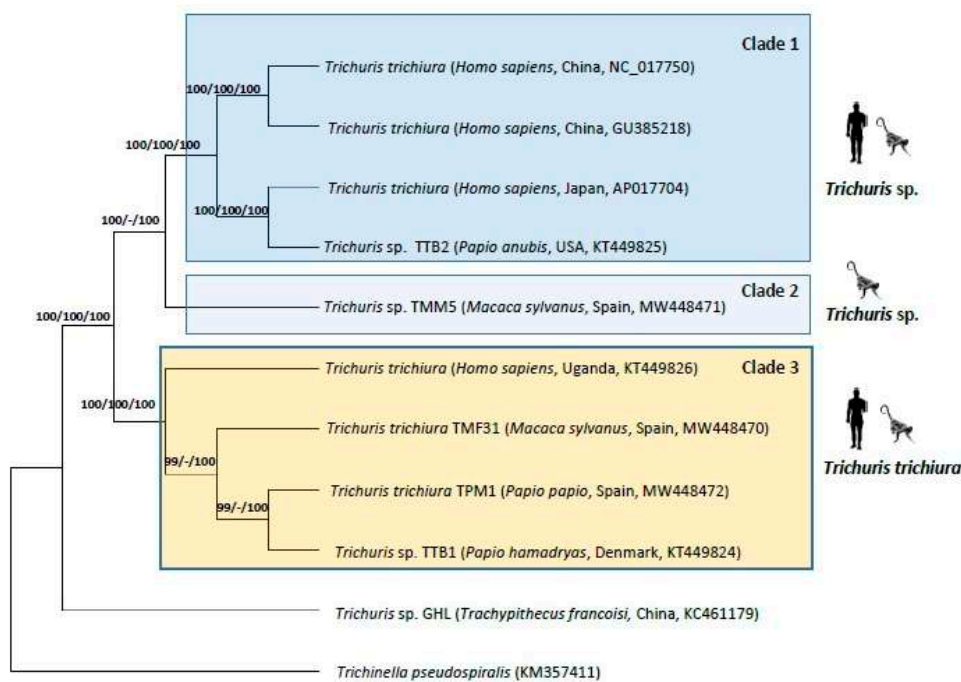 Clade 1
Trichuris trichiura (Homo sapiens, China, NC_017750)
100/100/100
Trichuris trichiura (Homo sapiens, China, GU385218)
100/100/100
Trichuris trichiura (Homo sapiens, Japan, AP017704)
Trichuris sp.
100/100/100
100/-/100
Trichuris sp. TTB2 (Papio anubis, USA, KT449825)
Clade 2
Trichuris sp. TMM5 (Macaca sylvanus, Spain, MW448471)
Trichuris sp.
100/100/100
Clade 3
Trichuris trichiura (Homo sapiens, Uganda, KT449826)
100/100/100
Trichuris trichiura TMF31 (Macaca sylvanus, Spain, MW448470)
99/-/100
Trichuris trichiura
Trichuris trichiura TPM1 (Papio papio, Spain, MW448472)
99/-/100
Trichuris sp. TTB1 (Papio hamadryas, Denmark, KT449824)
Trichuris sp. GHL (Trachypithecus francoisi, China, KC461179)
Trichinella pseudospiralis (KM357411)